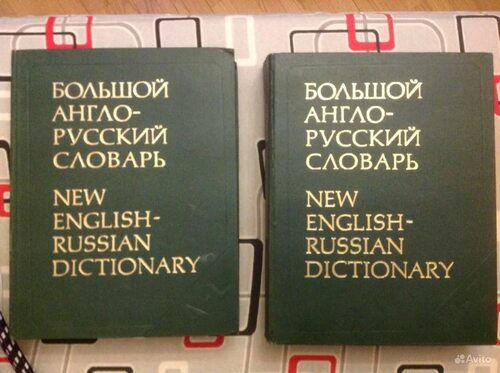 БОЛЬШОЙ
АНГЛО-
РУССКИЙ
СЛОВАРЬ
NEW
ENGLISH-
RUSSIAN
DICTIONARY
БОЛЬШОЙ
АНГЛО-
РУССКИЙ
СЛОВАРЬ
NEW
ENGLISH-
RUSSIAN
DICTIONARY
Avito